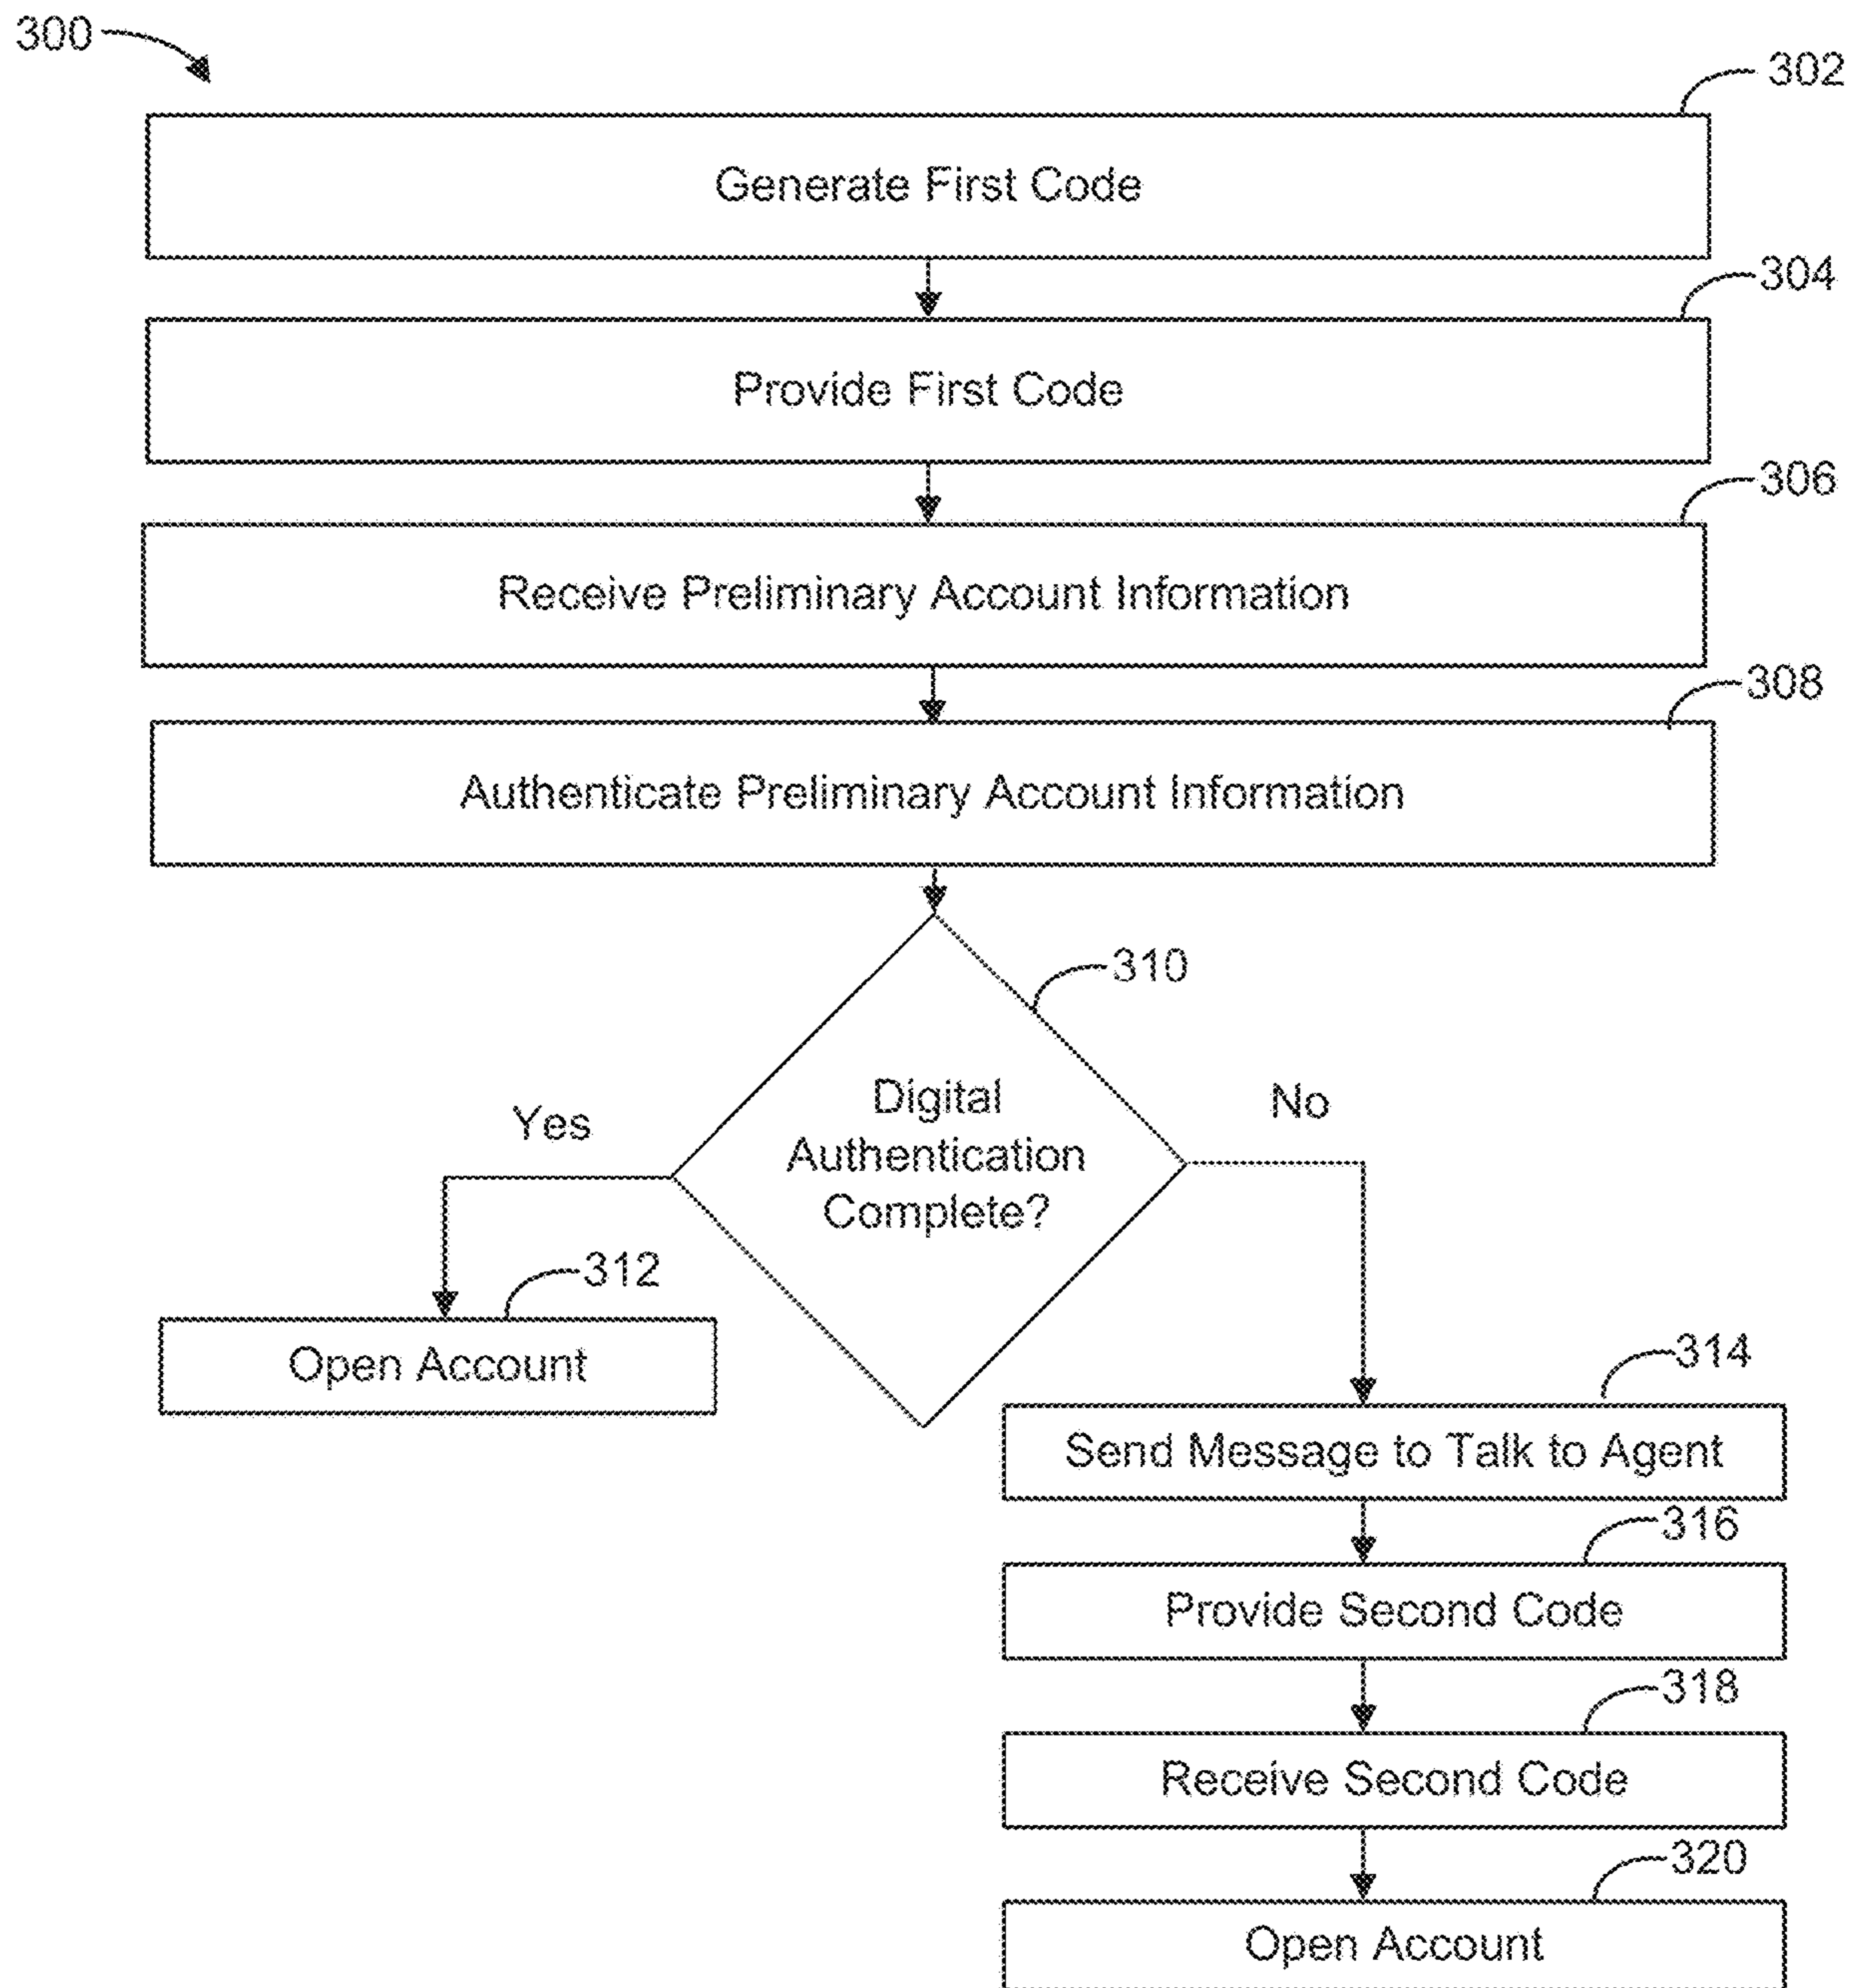 300
302
Generate First Code
304
Provide First Code
306
Receive Preliminary Account Information
308
Authenticate Preliminary Account Information
310
Digital
Authentication
Complete?
Yes
No
312
Open Account
314
Send Message to Talk to Agent
316
Provide Second Code
318
Receive Second Code
320
Open Account